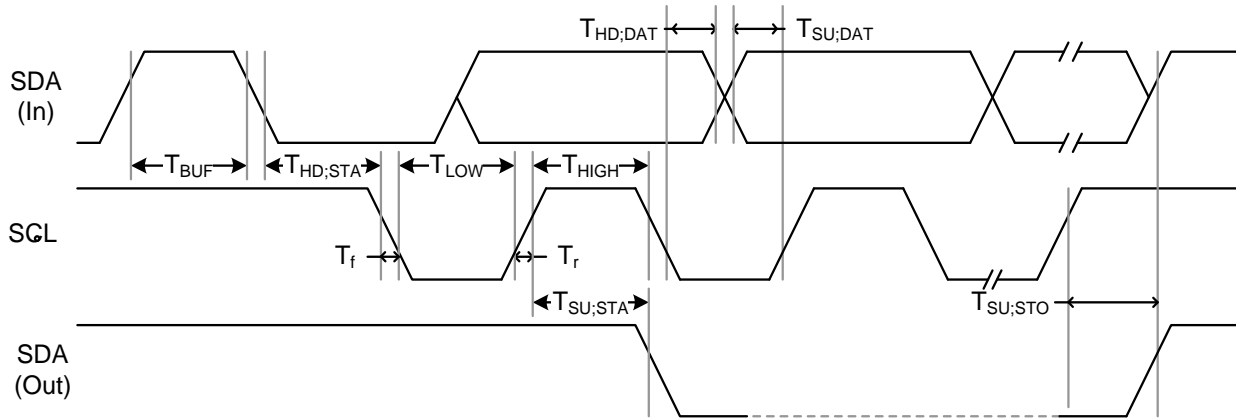 T_HD;DAT T_SU;DAT
SDA
(In)
T_BUF T_HD;STA T_LOW T_HIGH
SCL
T_f T_r
T_SU;STA T_SU;STO
SDA
(Out)